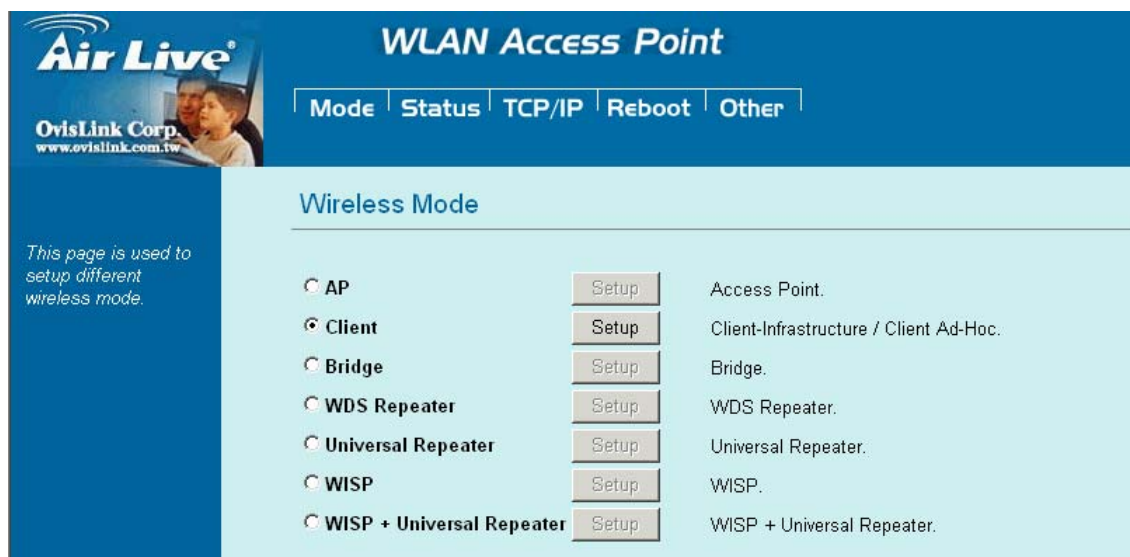 Air Live®
OvisLink Corp.
www.ovislink.com.tw
WLAN Access Point
Mode Status TCP/IP Reboot Other
This page is used to
setup different
wireless mode.
Wireless Mode
AP Setup Access Point.
Client Setup Client-Infrastructure / Client Ad-Hoc.
Bridge Setup Bridge.
WDS Repeater Setup WDS Repeater.
Universal Repeater Setup Universal Repeater.
WISP Setup WISP.
WISP + Universal Repeater Setup WISP + Universal Repeater.